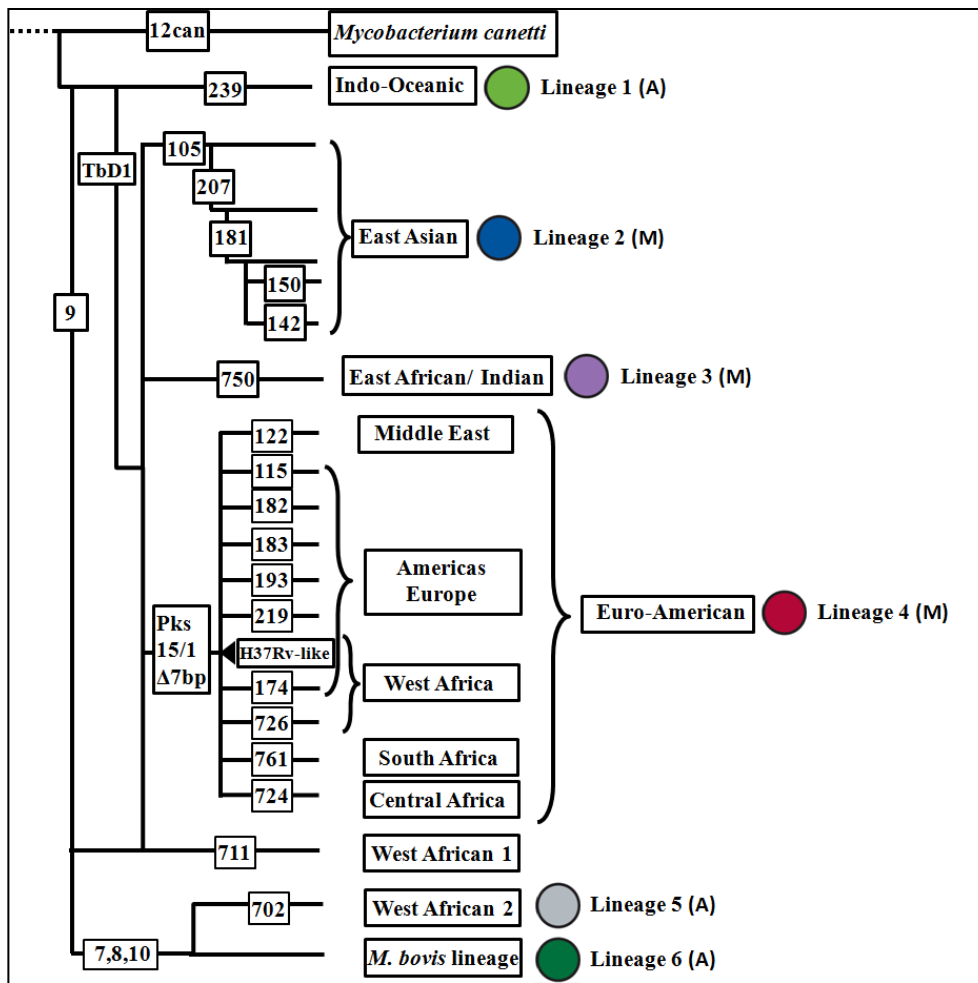 12can
Mycobacterium canetti
239
Indo-Oceanic
Lineage 1 (A)
105
TbD1
207
181
East Asian
Lineage 2 (M)
150
9
142
750
East African/ Indian
Lineage 3 (M)
122
Middle East
115
182
183
193
Americas
Europe
219
Euro-American
Lineage 4 (M)
Pks
15/1
Δ7bp
H37Rv-like
174
West Africa
726
761
South Africa
724
Central Africa
711
West African 1
702
West African 2
Lineage 5 (A)
7,8,10
M. bovis lineage
Lineage 6 (A)